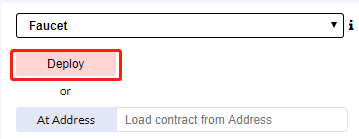 Faucet
Deploy
or
At Address Load contract from Address